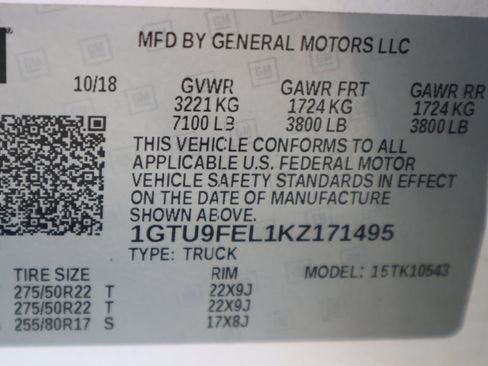 MFD BY GENERAL MOTORS LLC
10/18 GVWR GAWR FRT GAWR RR
3221 KG 1724 KG 1724 KG
7100 LB 3800 LB 3800 LB
THIS VEHICLE CONFORMS TO ALL
APPLICABLE U.S. FEDERAL MOTOR
VEHICLE SAFETY STANDARDS IN EFFECT
ON THE DATE OF MANUFACTURE
SHOWN ABOVE.
1GTU9FEL1KZ171495
TYPE: TRUCK MODEL: 15TK10543
TIRE SIZE RIM
275/50R22 T 22X9J
275/50R22 T 22X9J
255/80R17 S 17X8J